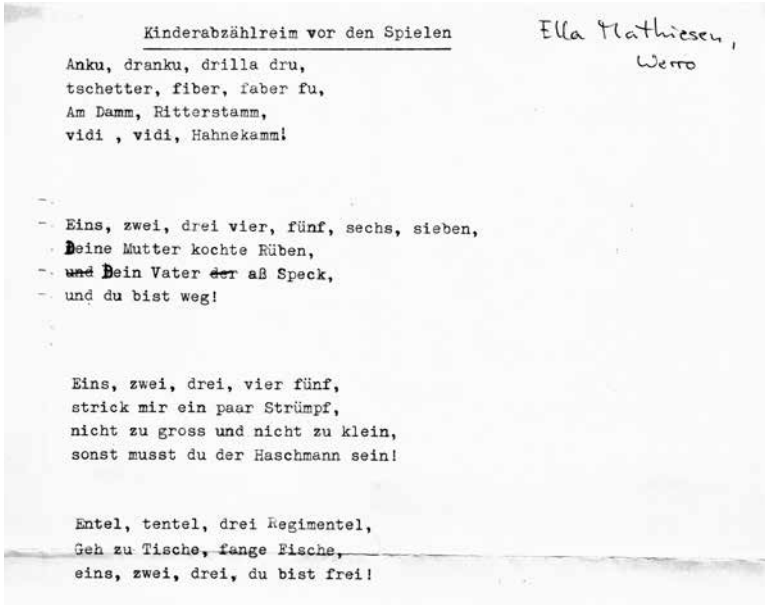 Kinderabzählreim vor den Spielen
Ella Mathiesen,
Werro
Anku, dranku, drilla dru,
tschetter, fiber, faber fu,
Am Damm, Ritterstamm,
vidi , vidi, Hahnekamm!
Eins, zwei, drei vier, fünf, sechs, sieben,
Deine Mutter kochte Rüben,
und Dein Vater der aß Speck,
und du bist weg!
Eins, zwei, drei, vier fünf,
strick mir ein paar Strümpf,
nicht zu gross und nicht zu klein,
sonst musst du der Haschmann sein!
Entel, tentel, drei Regimentel,
Geh zu Tische, fange Fische,
eins, zwei, drei, du bist frei!